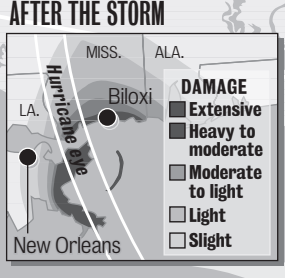 AFTER THE STORM
MISS.
ALA.
Hurricane eye
Biloxi
LA.
New Orleans
DAMAGE
Extensive
Heavy to
moderate
Moderate
to light
Light
Slight